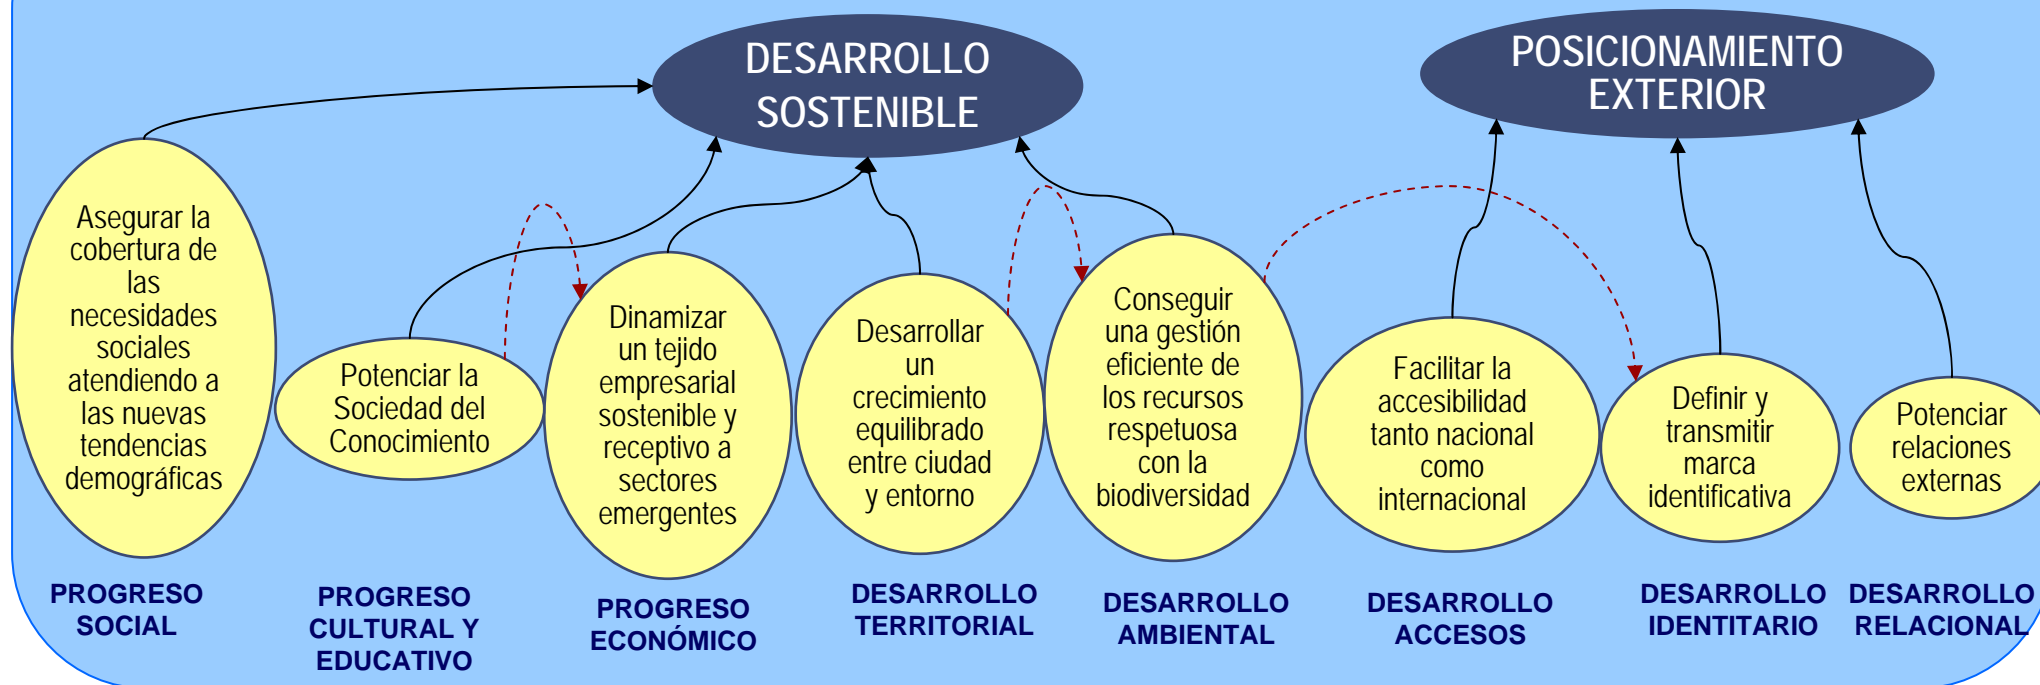 DESARROLLO
SOSTENIBLE
POSICIONAMIENTO
EXTERIOR
Asegurar la
cobertura de
las
necesidades
sociales
atendiendo a
las nuevas
tendencias
demográficas
Potenciar la
Sociedad del
Conocimiento
Dinamizar
un tejido
empresarial
sostenible y
receptivo a
sectores
emergentes
Desarrollar
un
crecimiento
equilibrado
entre ciudad
y entorno
Conseguir
una gestión
eficiente de
los recursos
respetuosa
con la
biodiversidad
Facilitar la
accesibilidad
tanto nacional
como
internacional
Definir y
transmitir
marca
identificativa
Potenciar
relaciones
externas
PROGRESO
SOCIAL
PROGRESO
CULTURAL Y
EDUCATIVO
PROGRESO
ECONÓMICO
DESARROLLO
TERRITORIAL
DESARROLLO
AMBIENTAL
DESARROLLO
ACCESOS
DESARROLLO
IDENTITARIO
DESARROLLO
RELACIONAL